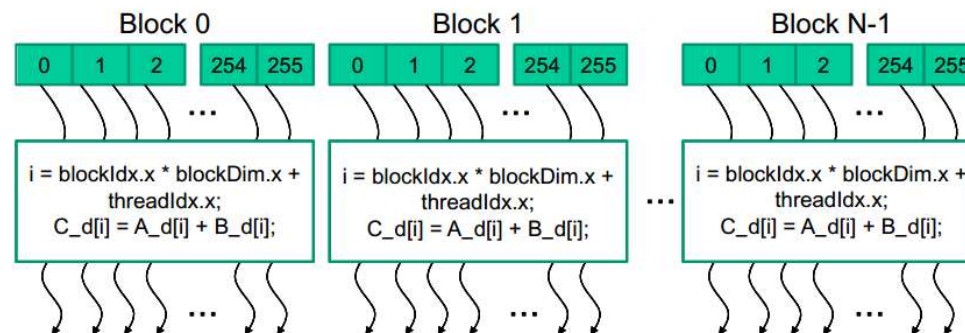 Block 0
Block 1
Block N-1
0 1 2 254 255
0 1 2 254 255
0 1 2 254 255
...
...
...
i = blockIdx.x * blockDim.x +
threadIdx.x;
C_d[i] = A_d[i] + B_d[i];
i = blockIdx.x * blockDim.x +
threadIdx.x;
C_d[i] = A_d[i] + B_d[i];
...
i = blockIdx.x * blockDim.x +
threadIdx.x;
C_d[i] = A_d[i] + B_d[i];
...
...
...